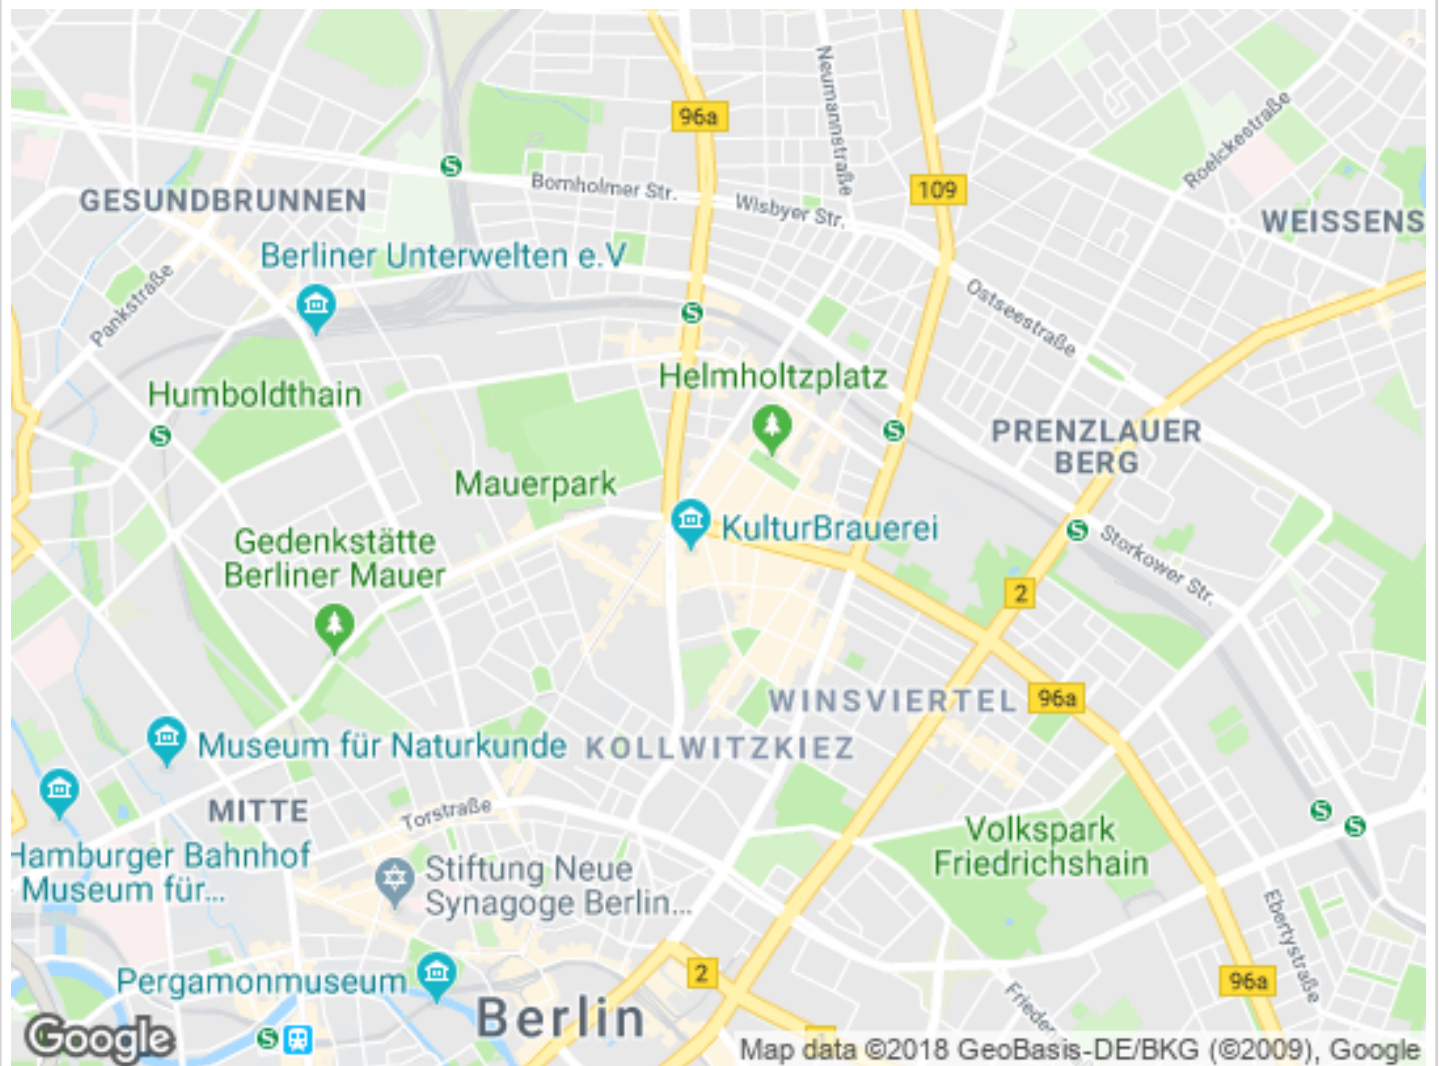 96a
Neumannstraße
Roelckestraße
S
Bornholmer Str.
109
GESUNDBRUNNEN
Wisbyer Str.
WEISSENS
Berliner Unterwelten e.V
Pankstraße
Ostseestraße
S
Helmholtzplatz
Humboldthain
S
S
PRENZLAUER
BERG
Mauerpark
KulturBrauerei
S
Storkower Str.
Gedenkstätte
Berliner Mauer
2
WINSVIERTEL
96a
Museum für Naturkunde
KOLLWITZKIEZ
MITTE
Torstraße
S
S
Volkspark
Friedrichshain
Hamburger Bahnhof
Museum für...
Stiftung Neue
Synagoge Berlin...
Ebertystraße
Pergamonmuseum
2
96a
Frieder
Berlin
Google
S
Map data ©2018 GeoBasis-DE/BKG (©2009), Google